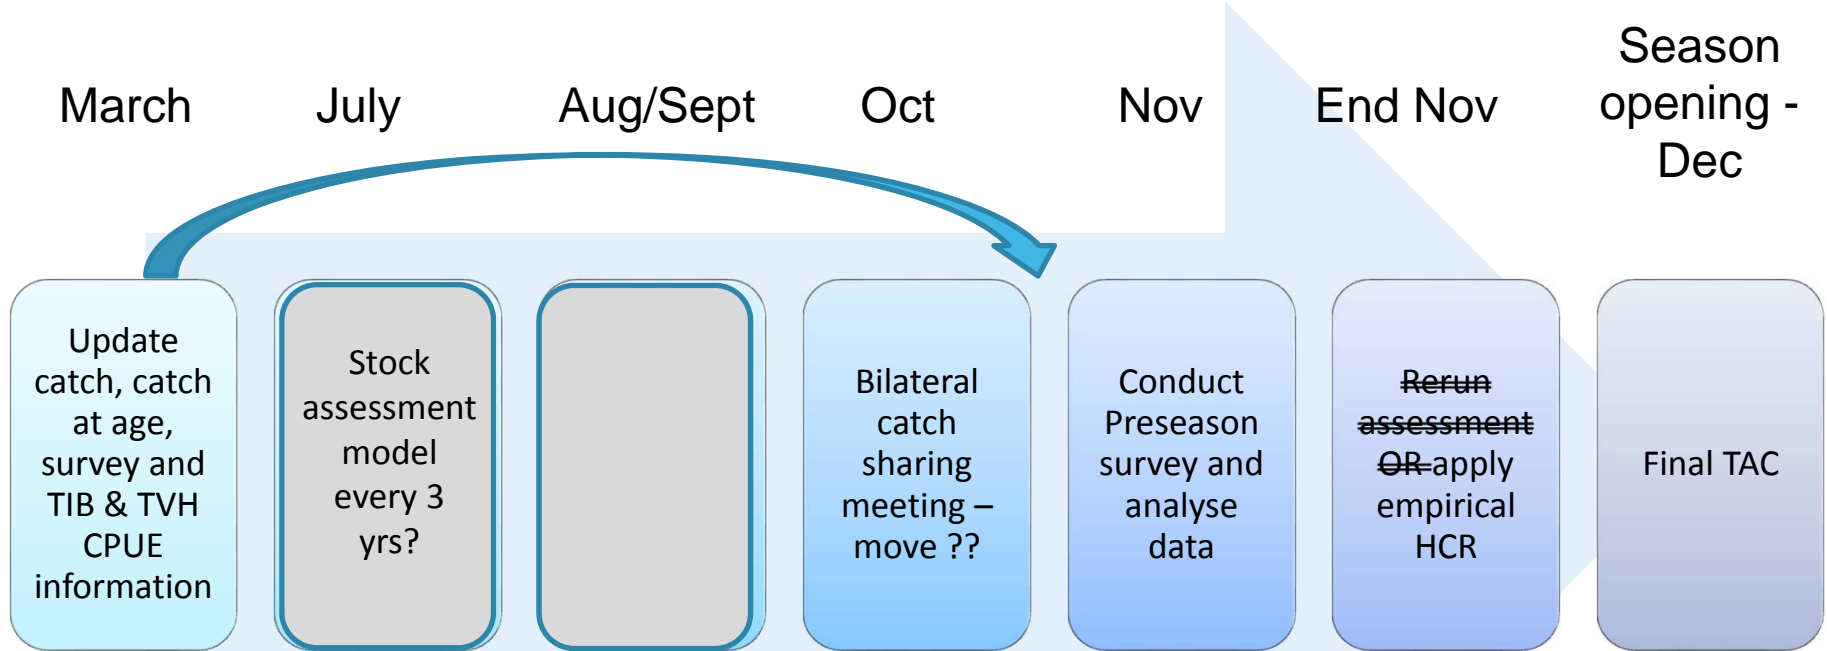 March
July
Aug/Sept
Oct
Nov
End Nov
Season
opening -
Dec
Update
catch, catch
at age,
survey and
TIB & TVH
CPUE
information
Stock
assessment
model
every 3
yrs?
Bilateral
catch
sharing
meeting –
move ??
Conduct
Preseason
survey and
analyse
data
Rerun
assessment
OR apply
empirical
HCR
Final TAC